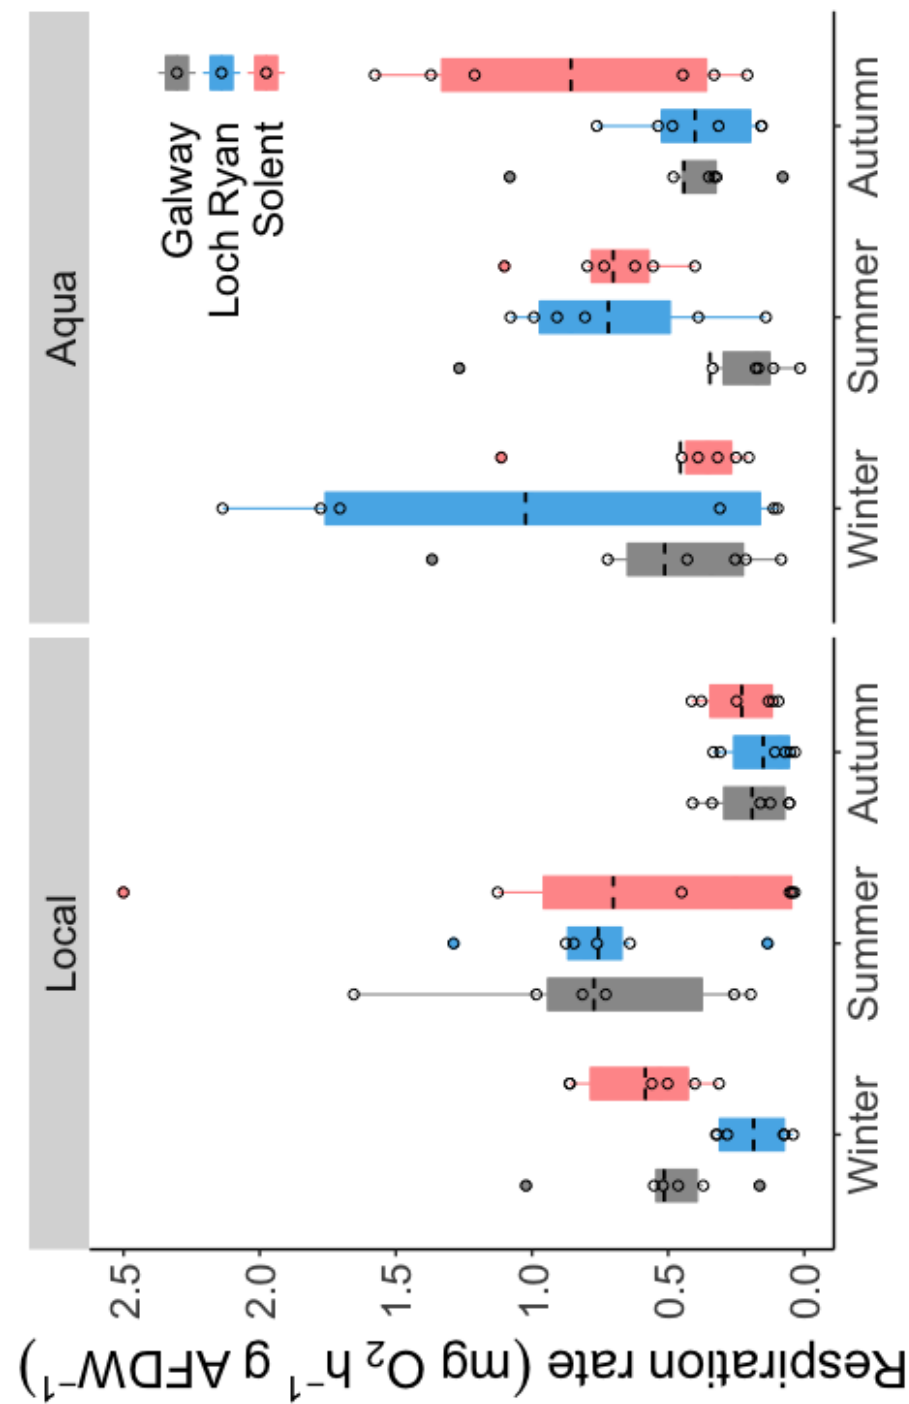 Local
Aqua
Galway
Loch Ryan
Solent
Respiration rate (mg O₂ h⁻¹ g AFDW⁻¹)
2.5
2.0
1.5
1.0
0.5
0.0
Winter Summer Autumn
Winter Summer Autumn